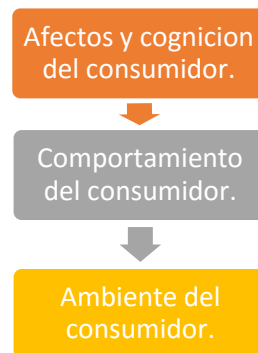 Afectos y cognicion
del consumidor.
Comportamiento
del consumidor.
Ambiente del
consumidor.